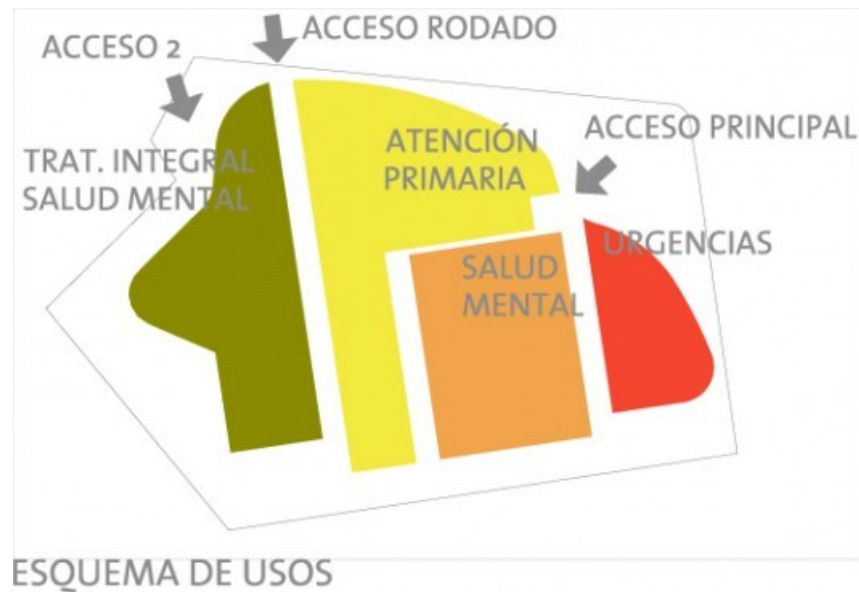 ACCESO RODADO
ACCESO 2
ATENCIÓN
PRIMARIA
ACCESO PRINCIPAL
TRAT. INTEGRAL
SALUD MENTAL
URGENCIAS
SALUD
MENTAL
ESQUEMA DE USOS